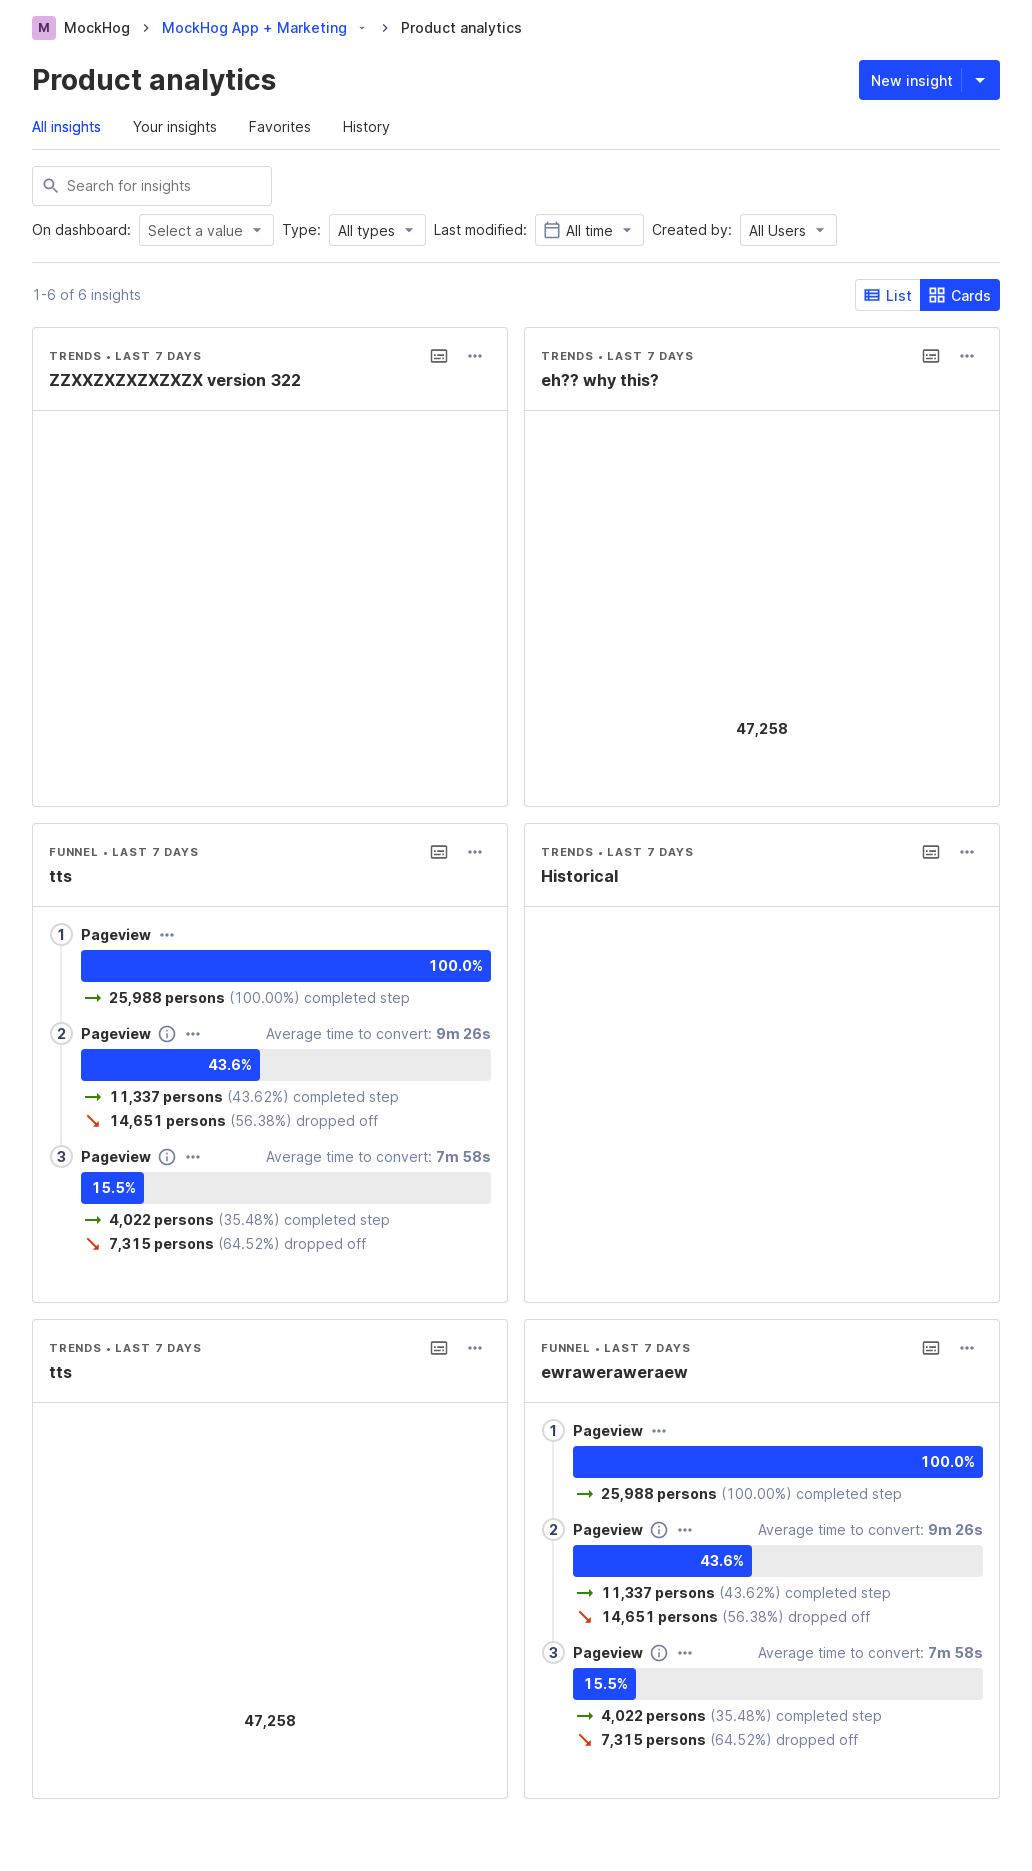 M MockHog MockHog App + Marketing Product analytics
Product analytics
New insight
All insights Your insights Favorites History
Search for insights
On dashboard: Select a value Type: All types Last modified: All time Created by: All Users
1-6 of 6 insights
List Cards
TRENDS • LAST 7 DAYS
ZZXXZXZXZXZXZX version 322
TRENDS • LAST 7 DAYS
eh?? why this?
47,258
FUNNEL • LAST 7 DAYS
tts
1 Pageview
100.0%
25,988 persons (100.00%) completed step
2 Pageview Average time to convert: 9m 26s
43.6%
11,337 persons (43.62%) completed step
14,651 persons (56.38%) dropped off
3 Pageview Average time to convert: 7m 58s
15.5%
4,022 persons (35.48%) completed step
7,315 persons (64.52%) dropped off
TRENDS • LAST 7 DAYS
Historical
TRENDS • LAST 7 DAYS
tts
47,258
FUNNEL • LAST 7 DAYS
ewraweraweraew
1 Pageview
100.0%
25,988 persons (100.00%) completed step
2 Pageview Average time to convert: 9m 26s
43.6%
11,337 persons (43.62%) completed step
14,651 persons (56.38%) dropped off
3 Pageview Average time to convert: 7m 58s
15.5%
4,022 persons (35.48%) completed step
7,315 persons (64.52%) dropped off